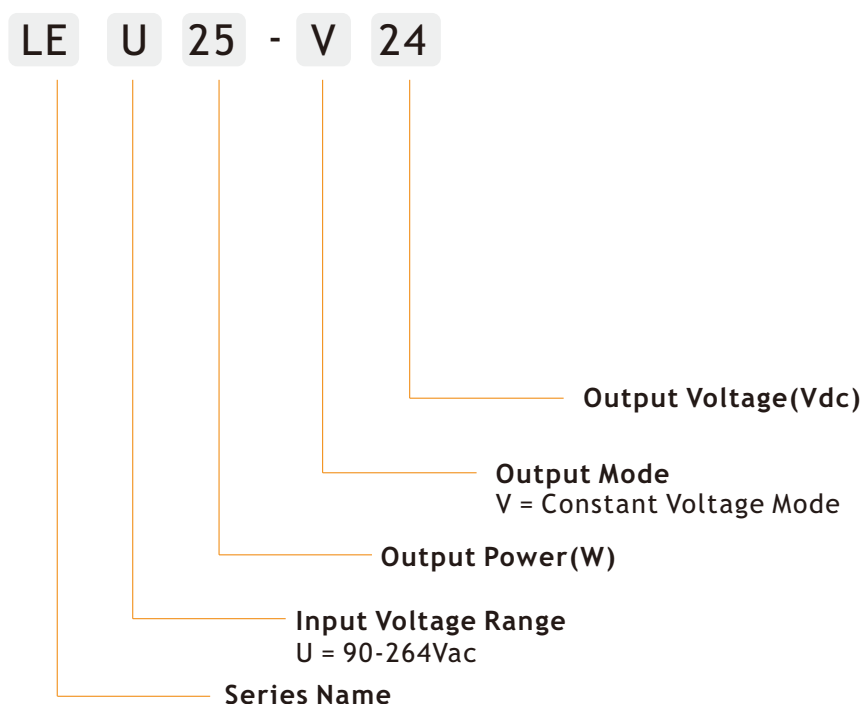 LE U 25 - V 24
Output Voltage(Vdc)
Output Mode
V = Constant Voltage Mode
Output Power(W)
Input Voltage Range
U = 90-264Vac
Series Name